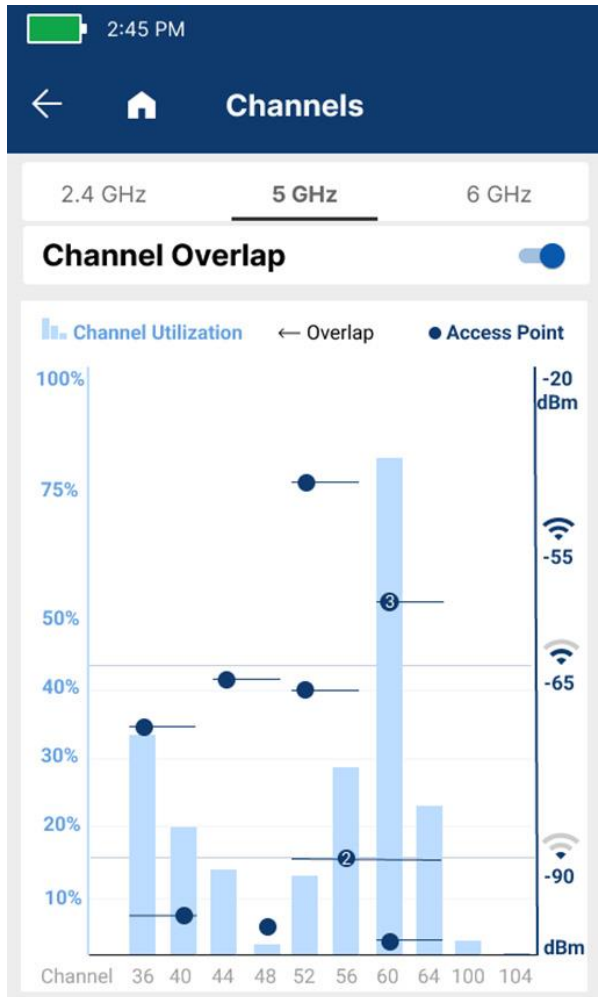 2:45 PM
Channels
2.4 GHz 5 GHz 6 GHz
Channel Overlap
Channel Utilization ← Overlap ● Access Point
100% -20
dBm
75%
-55
3
50%
-65
40%
30%
20%
2
-90
10%
dBm
Channel 36 40 44 48 52 56 60 64 100 104